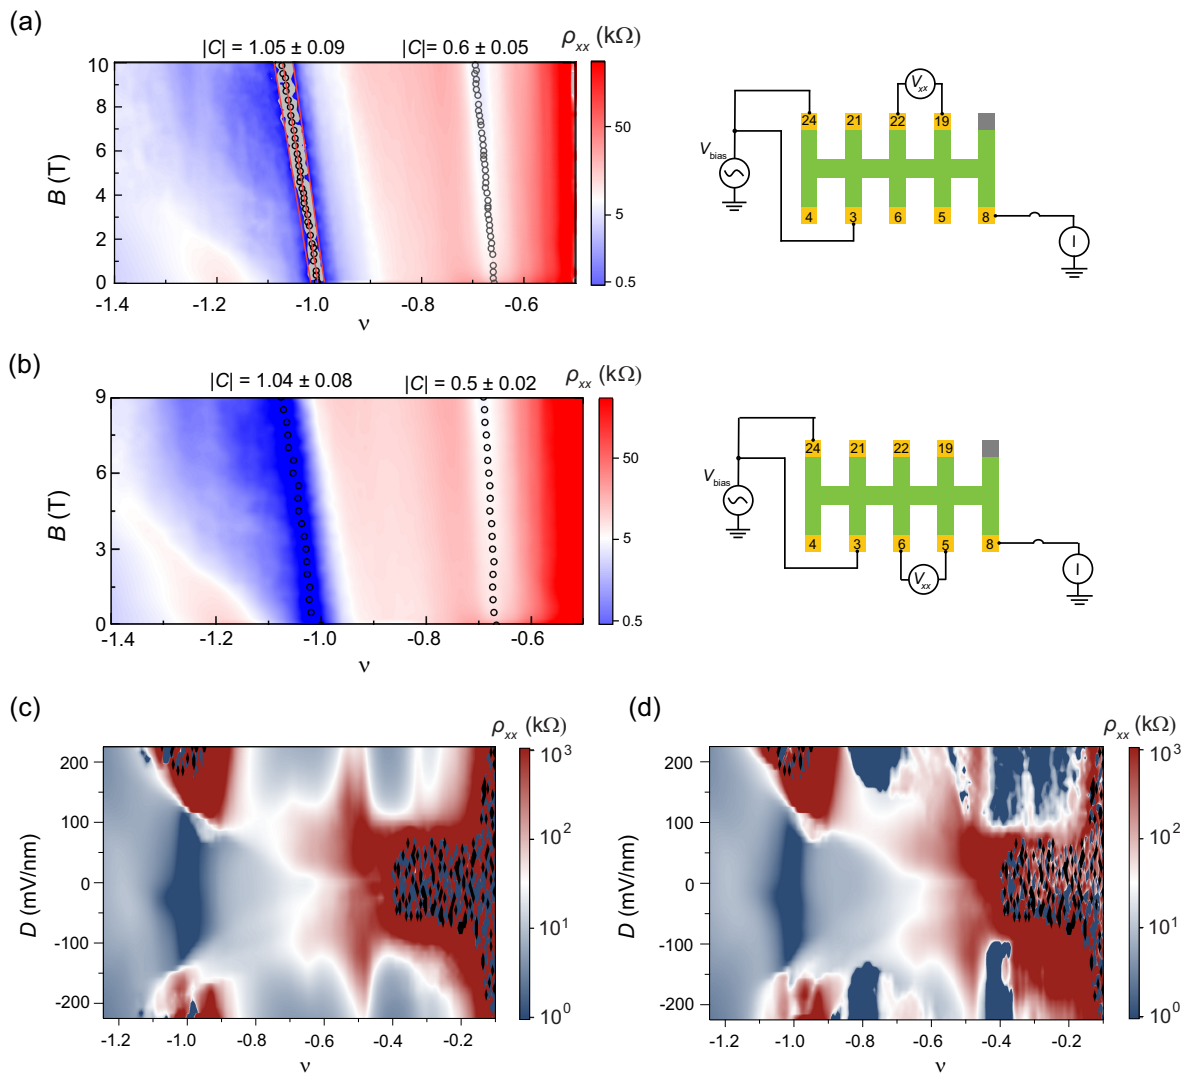 (a)
|C| = 1.05 ± 0.09
|C|= 0.6 ± 0.05
ρxx (kΩ)
10
8
6
4
2
0
B (T)
-1.4
-1.2
-1.0
-0.8
-0.6
ν
50
5
0.5
Vxx
24
21
22
19
Vbias
4
3
6
5
8
I
(b)
|C| = 1.04 ± 0.08
|C| = 0.5 ± 0.02
ρxx (kΩ)
9
6
3
0
B (T)
-1.4
-1.2
-1.0
-0.8
-0.6
ν
50
5
0.5
24
21
22
19
Vbias
4
3
6
5
8
Vxx
I
(c)
ρxx (kΩ)
200
100
0
-100
-200
D (mV/nm)
-1.2
-1.0
-0.8
-0.6
-0.4
-0.2
ν
10³
10²
10¹
10⁰
(d)
ρxx (kΩ)
200
100
0
-100
-200
D (mV/nm)
-1.2
-1.0
-0.8
-0.6
-0.4
-0.2
ν
10³
10²
10¹
10⁰